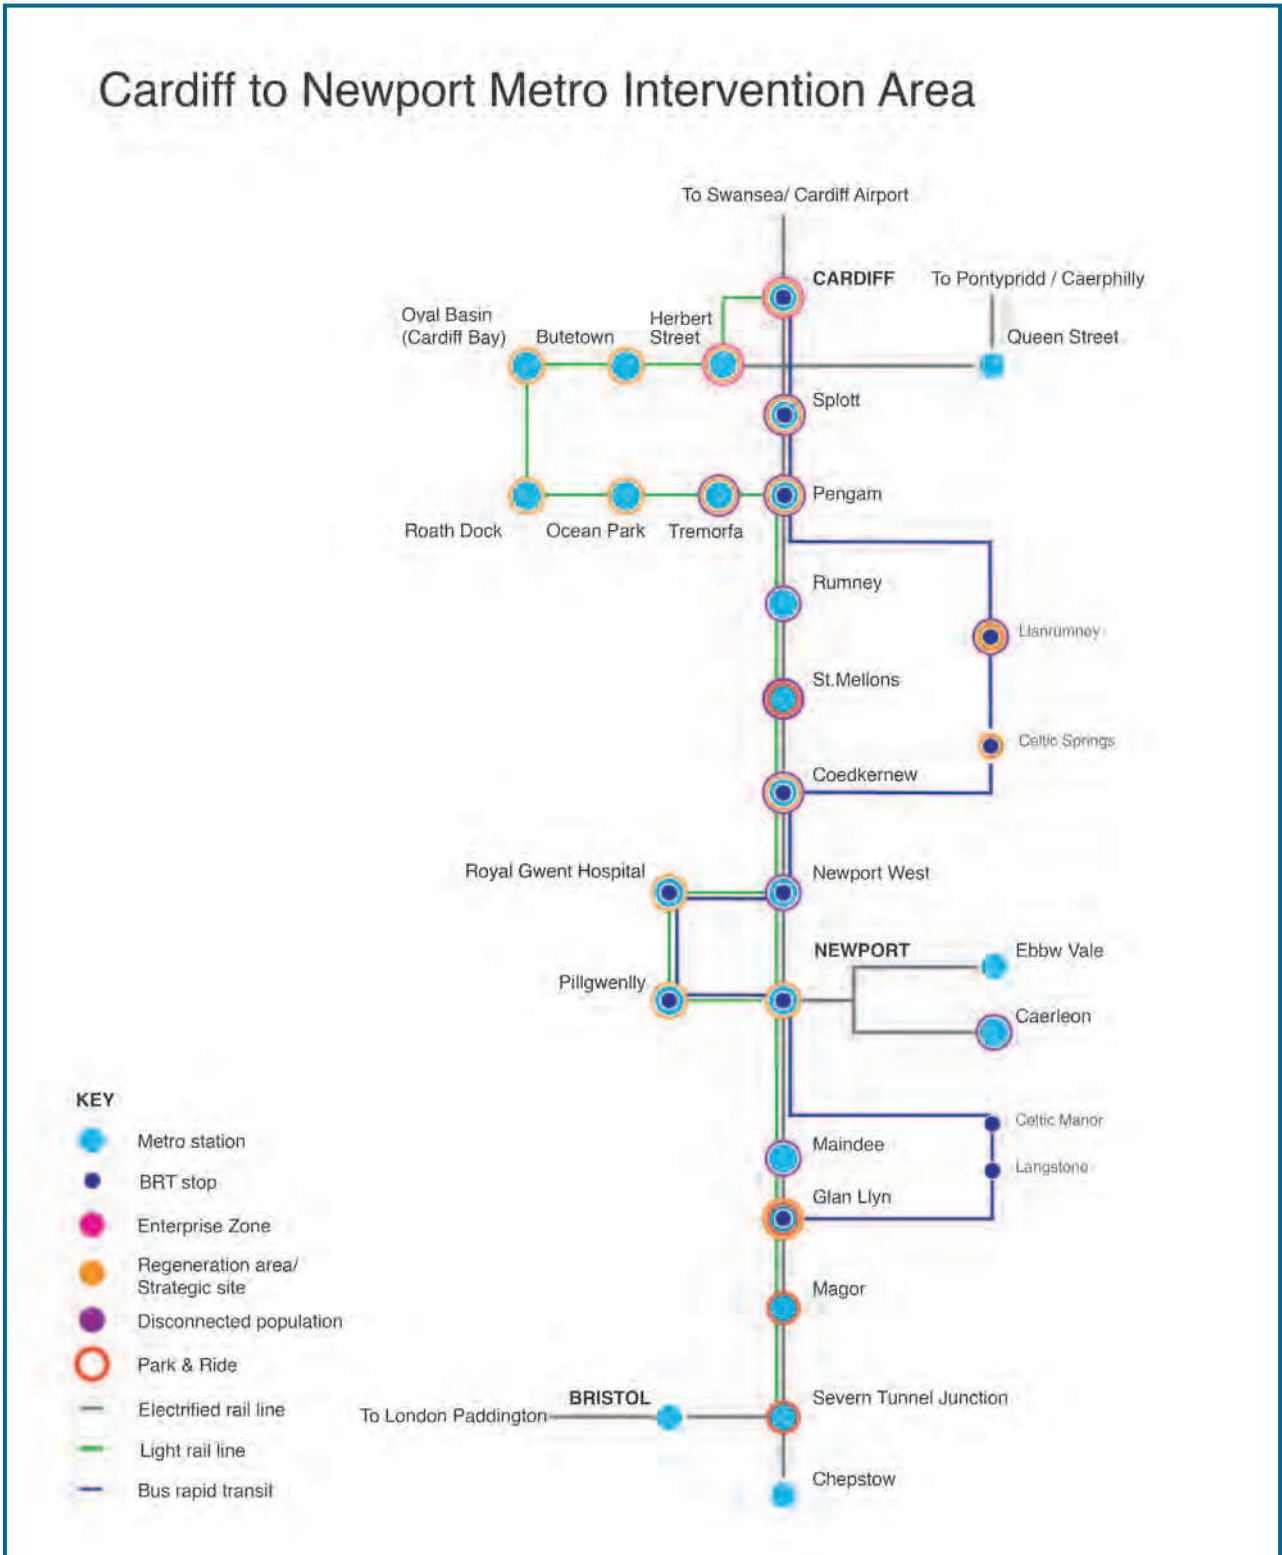 Cardiff to Newport Metro Intervention Area
To Swansea/ Cardiff Airport
CARDIFF
To Pontypridd / Caerphilly
Oval Basin
(Cardiff Bay)
Butetown
Herbert
Street
Queen Street
Splott
Pengam
Roath Dock
Ocean Park
Tremorfa
Rumney
Llanrumney
St.Mellons
Celtic Springs
Coedkernew
Royal Gwent Hospital
Newport West
NEWPORT
Ebbw Vale
Pillgwenlly
Caerleon
KEY
Metro station
BRT stop
Enterprise Zone
Regeneration area/
Strategic site
Disconnected population
Park & Ride
Electrified rail line
Light rail line
Bus rapid transit
Celtic Manor
Maindee
Langstone
Glan Llyn
Magor
BRISTOL
Severn Tunnel Junction
To London Paddington
Chepstow